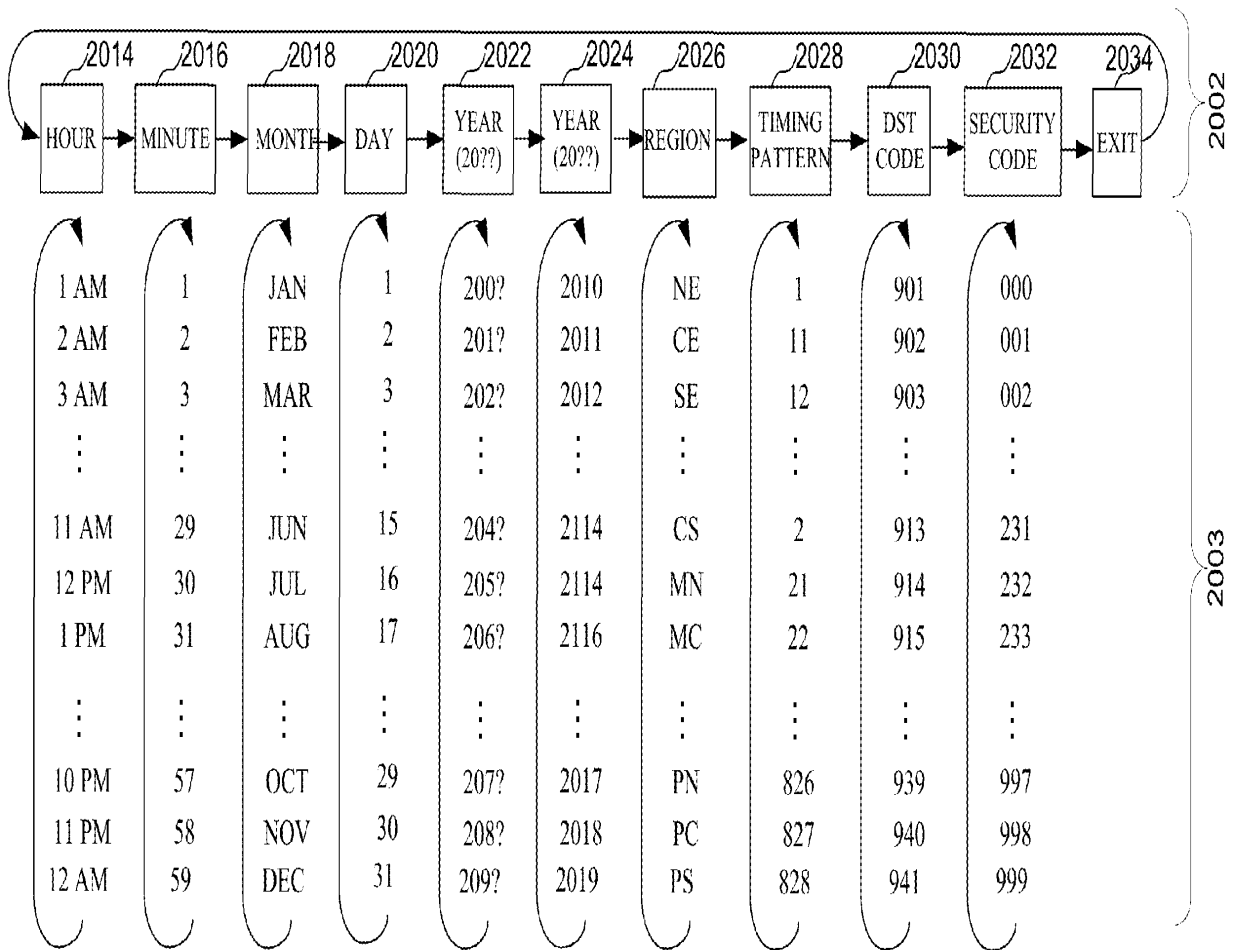 2014 2016 2018 2020 2022 2024 2026 2028 2030 2032 2034
HOUR MINUTE MONTH DAY YEAR (20??) YEAR (20??) REGION TIMING PATTERN DST CODE SECURITY CODE EXIT
2002
1 AM 1 JAN 1 200? 2010 NE 1 901 000
2 AM 2 FEB 2 201? 2011 CE 11 902 001
3 AM 3 MAR 3 202? 2012 SE 12 903 002
11 AM 29 JUN 15 204? 2114 CS 2 913 231
12 PM 30 JUL 16 205? 2114 MN 21 914 232
1 PM 31 AUG 17 206? 2116 MC 22 915 233
10 PM 57 OCT 29 207? 2017 PN 826 939 997
11 PM 58 NOV 30 208? 2018 PC 827 940 998
12 AM 59 DEC 31 209? 2019 PS 828 941 999
2003